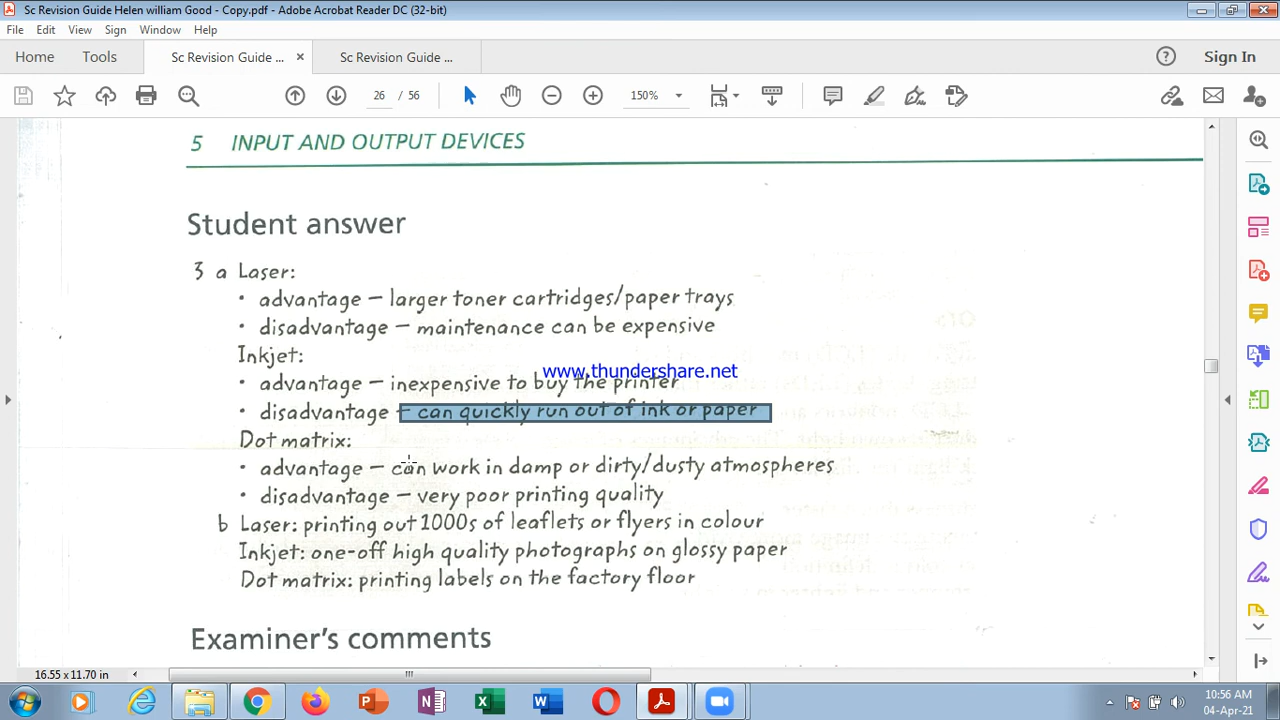 Sc Revision Guide Helen william Good - Copy.pdf - Adobe Acrobat Reader DC (32-bit)
File Edit View Sign Window Help
Home Tools Sc Revision Guide ... × Sc Revision Guide ... Sign In
26 / 56 150%
5 INPUT AND OUTPUT DEVICES
Student answer
3 a Laser:
• advantage – larger toner cartridges/paper trays
• disadvantage – maintenance can be expensive
Inkjet:
www.thundershare.net
• advantage – inexpensive to buy the printer
• disadvantage – can quickly run out of ink or paper
Dot matrix:
• advantage – can work in damp or dirty/dusty atmospheres
• disadvantage – very poor printing quality
b Laser: printing out 1000s of leaflets or flyers in colour
Inkjet: one-off high quality photographs on glossy paper
Dot matrix: printing labels on the factory floor
Examiner's comments
16.55 x 11.70 in
10:56 AM
04-Apr-21